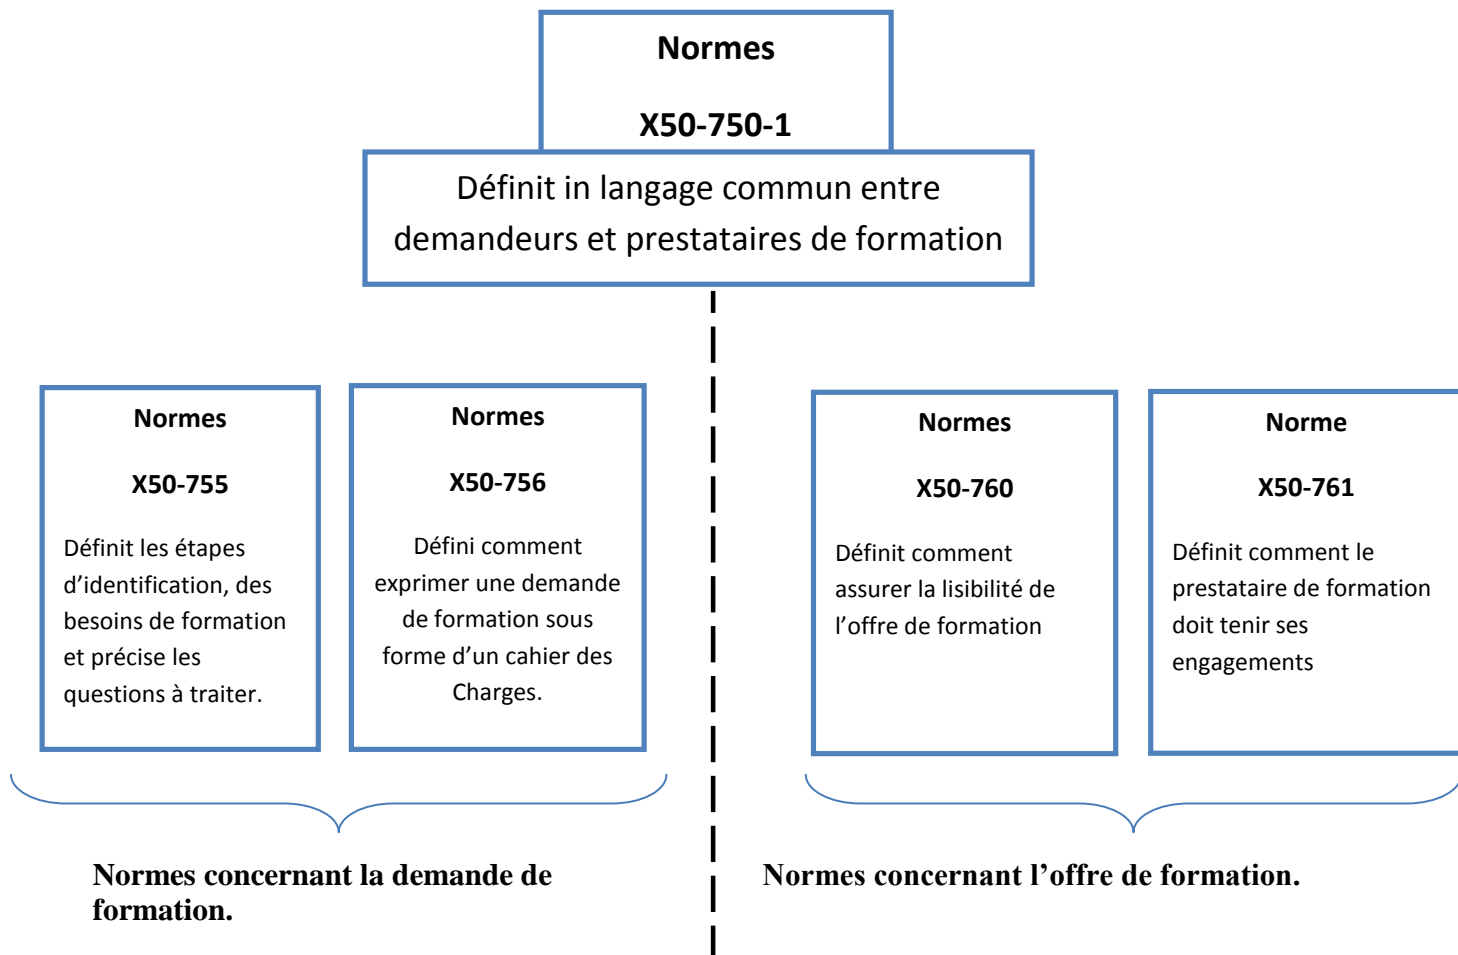 Normes
X50-750-1
Définit in langage commun entre
demandeurs et prestataires de formation
Normes
X50-755
Définit les étapes
d’identification, des
besoins de formation
et précise les
questions à traiter.
Normes
X50-756
Défini comment
exprimer une demande
de formation sous
forme d’un cahier des
Charges.
Normes
X50-760
Définit comment
assurer la lisibilité de
l’offre de formation
Norme
X50-761
Définit comment le
prestataire de formation
doit tenir ses
engagements
Normes concernant la demande de
formation.
Normes concernant l’offre de formation.